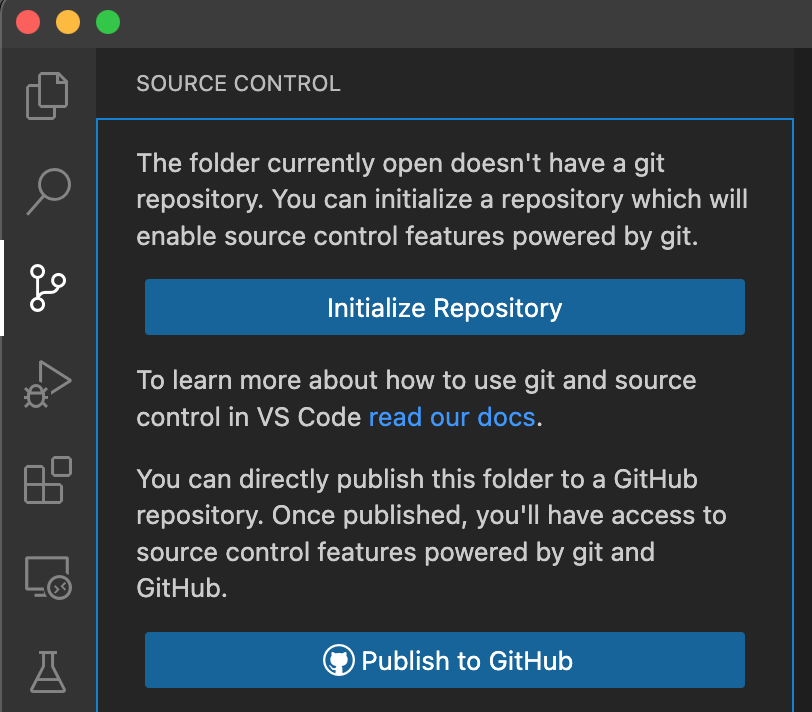 SOURCE CONTROL
The folder currently open doesn't have a git
repository. You can initialize a repository which will
enable source control features powered by git.
Initialize Repository
To learn more about how to use git and source
control in VS Code read our docs.
You can directly publish this folder to a GitHub
repository. Once published, you'll have access to
source control features powered by git and
GitHub.
Publish to GitHub